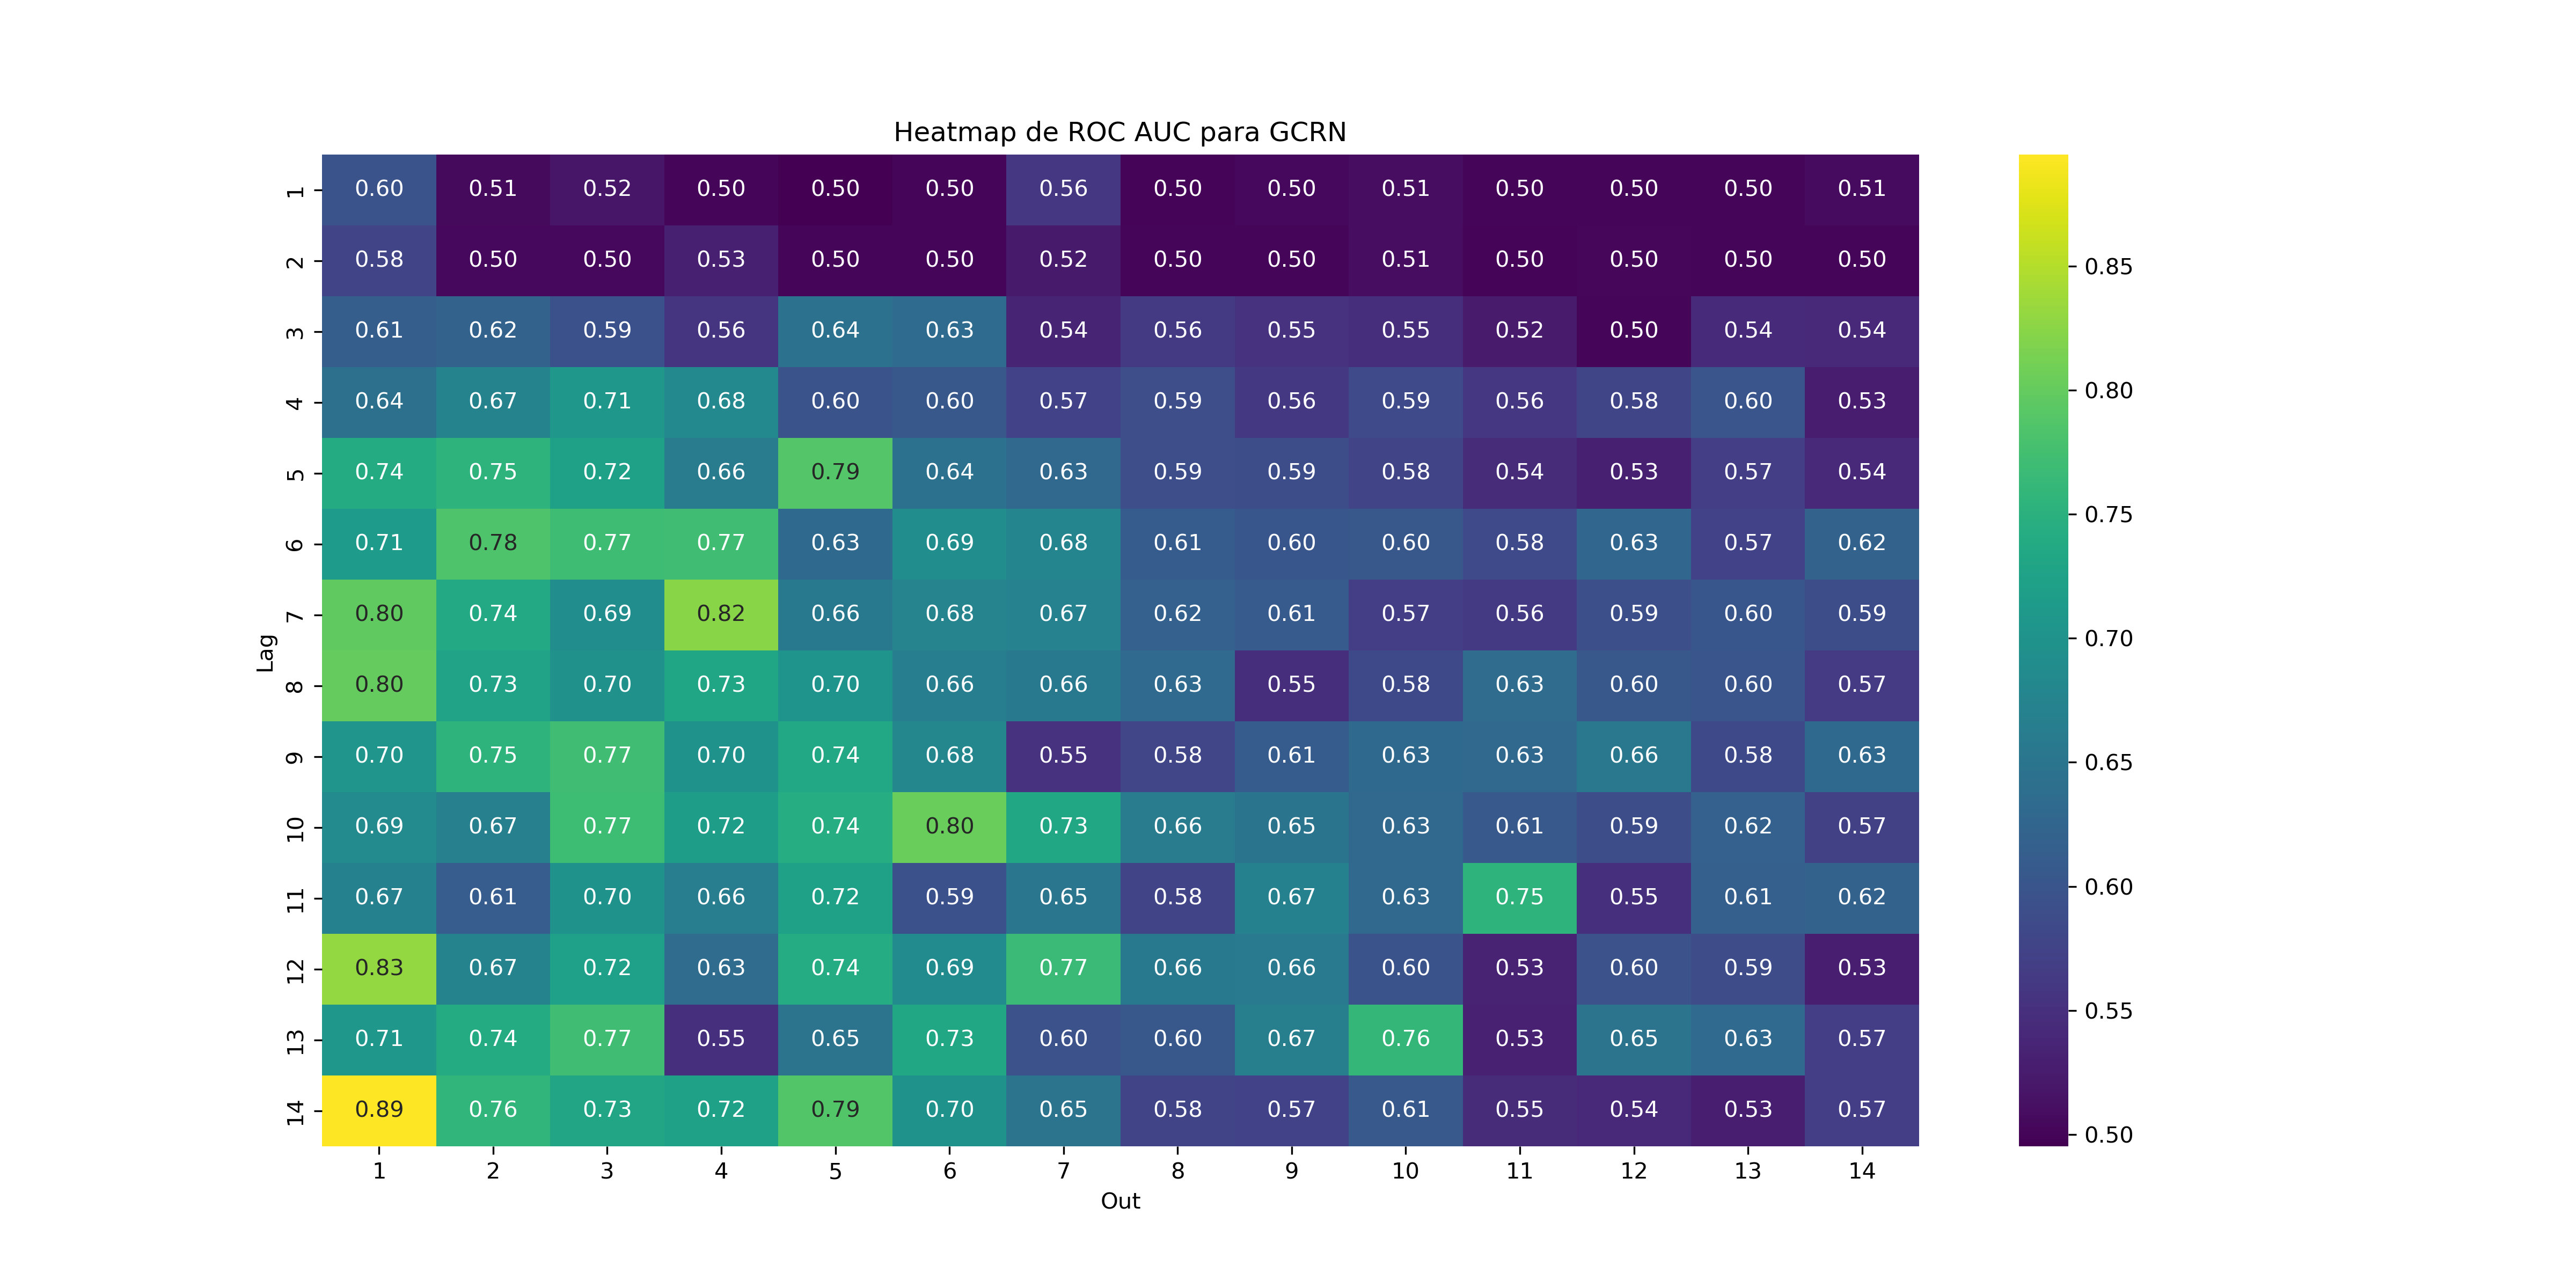 Heatmap de ROC AUC para GCRN
1 0.60 0.51 0.52 0.50 0.50 0.50 0.56 0.50 0.50 0.51 0.50 0.50 0.50 0.51
2 0.58 0.50 0.50 0.53 0.50 0.50 0.52 0.50 0.50 0.51 0.50 0.50 0.50 0.50
3 0.61 0.62 0.59 0.56 0.64 0.63 0.54 0.56 0.55 0.55 0.52 0.50 0.54 0.54
4 0.64 0.67 0.71 0.68 0.60 0.60 0.57 0.59 0.56 0.59 0.56 0.58 0.60 0.53
5 0.74 0.75 0.72 0.66 0.79 0.64 0.63 0.59 0.59 0.58 0.54 0.53 0.57 0.54
6 0.71 0.78 0.77 0.77 0.63 0.69 0.68 0.61 0.60 0.60 0.58 0.63 0.57 0.62
7 0.80 0.74 0.69 0.82 0.66 0.68 0.67 0.62 0.61 0.57 0.56 0.59 0.60 0.59
Lag
8 0.80 0.73 0.70 0.73 0.70 0.66 0.66 0.63 0.55 0.58 0.63 0.60 0.60 0.57
9 0.70 0.75 0.77 0.70 0.74 0.68 0.55 0.58 0.61 0.63 0.63 0.66 0.58 0.63
10 0.69 0.67 0.77 0.72 0.74 0.80 0.73 0.66 0.65 0.63 0.61 0.59 0.62 0.57
11 0.67 0.61 0.70 0.66 0.72 0.59 0.65 0.58 0.67 0.63 0.75 0.55 0.61 0.62
12 0.83 0.67 0.72 0.63 0.74 0.69 0.77 0.66 0.66 0.60 0.53 0.60 0.59 0.53
13 0.71 0.74 0.77 0.55 0.65 0.73 0.60 0.60 0.67 0.76 0.53 0.65 0.63 0.57
14 0.89 0.76 0.73 0.72 0.79 0.70 0.65 0.58 0.57 0.61 0.55 0.54 0.53 0.57
1 2 3 4 5 6 7 8 9 10 11 12 13 14
Out
0.85
0.80
0.75
0.70
0.65
0.60
0.55
0.50